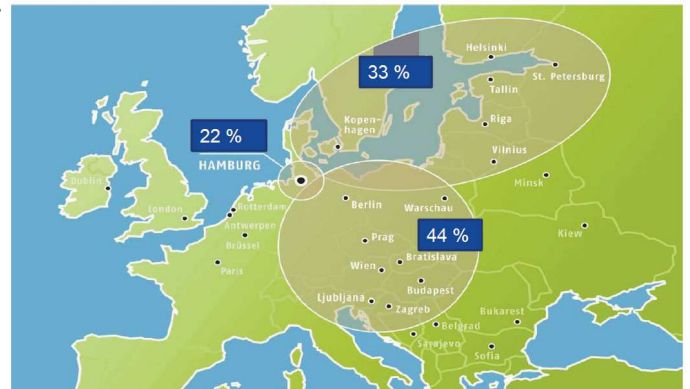 Helsinki
33 %
St. Petersburg
Tallin
Kopen-
hagen
Riga
22 %
HAMBURG
Vilnius
Minsk
Dublin
Berlin
Warschau
London
Rotterdam
Antwerpen
44 %
Kiew
Brüssel
Prag
Bratislava
Paris
Wien
Budapest
Ljubljana
Zagreb
Bukarest
Belgrad
Sarajevo
Sofia